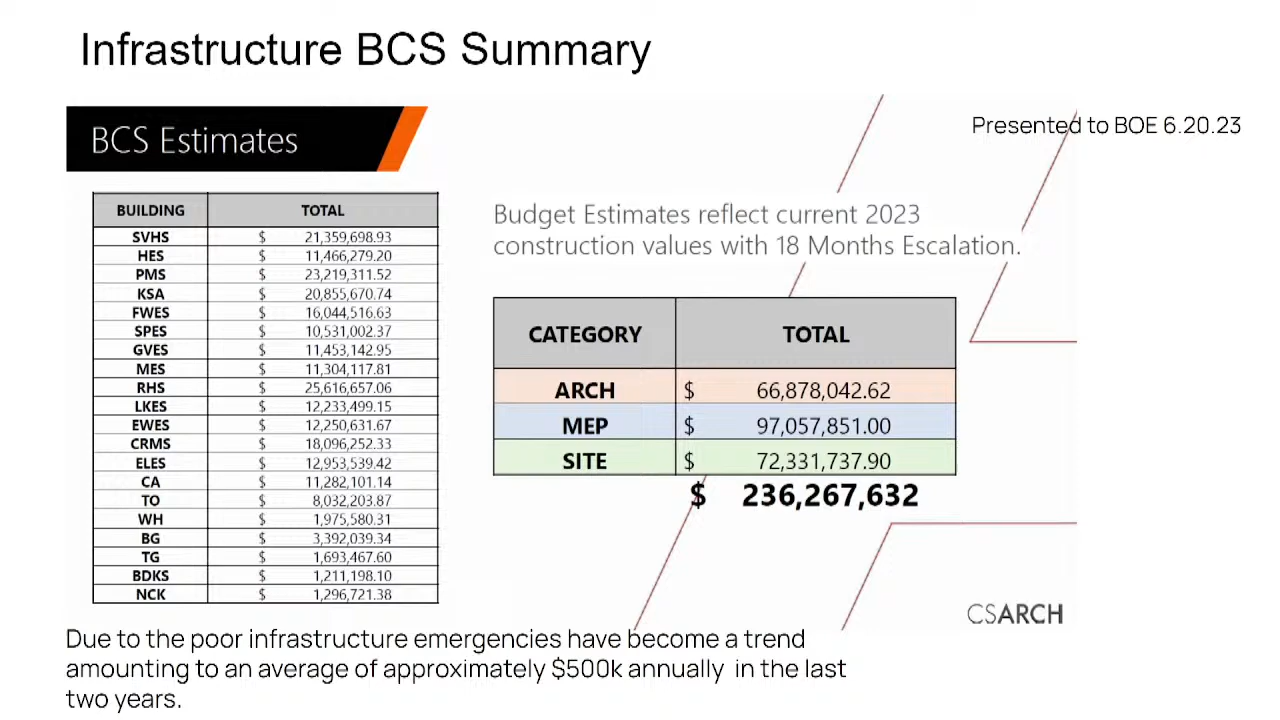 Infrastructure BCS Summary
BCS Estimates
Presented to BOE 6.20.23
BUILDING TOTAL
SVHS $ 21,359,698.93
HES $ 11,466,279.20
PMS $ 23,219,311.52
KSA $ 20,855,670.74
FWES $ 16,044,516.63
SPES $ 10,531,002.37
GVES $ 11,453,142.95
MES $ 11,304,117.81
RHS $ 25,616,657.06
LKES $ 12,233,499.15
EWES $ 12,250,631.67
CRMS $ 18,096,252.33
ELES $ 12,953,539.42
CA $ 11,282,101.14
TO $ 8,032,203.87
WH $ 1,975,580.31
BG $ 3,392,039.34
TG $ 1,693,467.60
BDKS $ 1,211,198.10
NCK $ 1,296,721.38
Budget Estimates reflect current 2023
construction values with 18 Months Escalation.
CATEGORY TOTAL
ARCH $ 66,878,042.62
MEP $ 97,057,851.00
SITE $ 72,331,737.90
$ 236,267,632
CSARCH
Due to the poor infrastructure emergencies have become a trend
amounting to an average of approximately $500k annually in the last
two years.